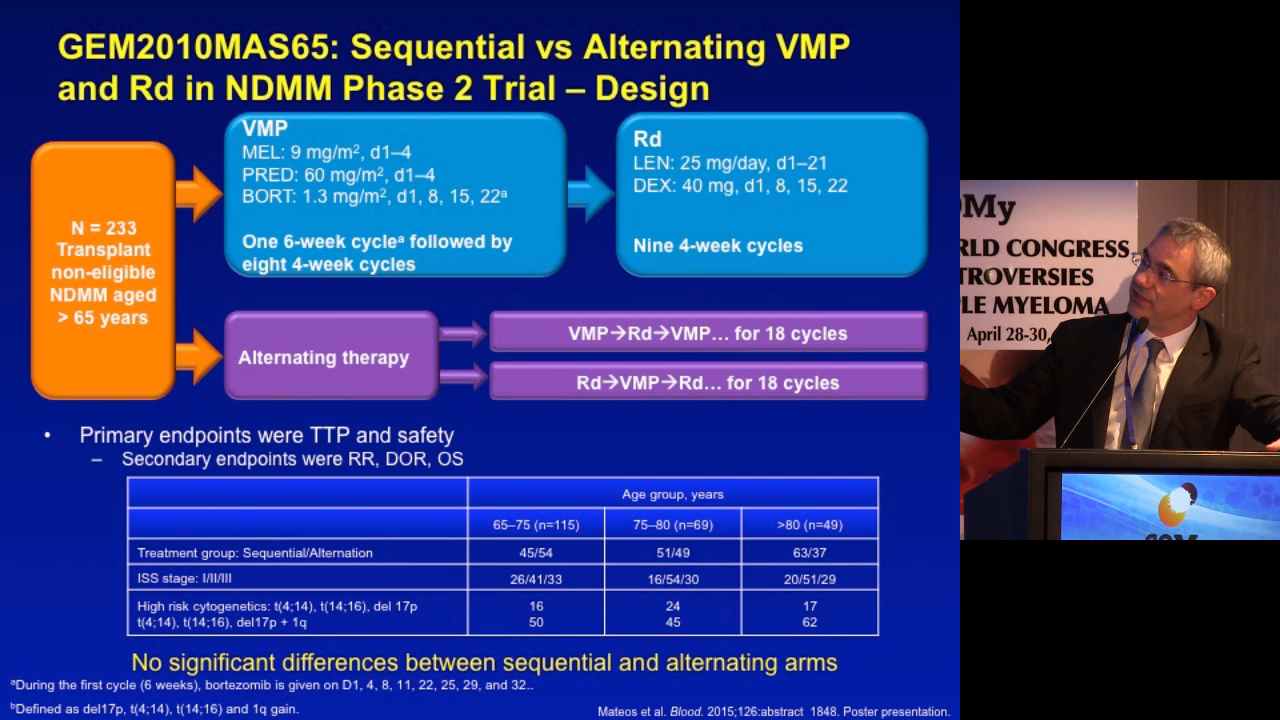 GEM2010MAS65: Sequential vs Alternating VMP
and Rd in NDMM Phase 2 Trial – Design
N = 233
Transplant
non-eligible
NDMM aged
> 65 years
VMP
MEL: 9 mg/m², d1–4
PRED: 60 mg/m², d1–4
BORT: 1.3 mg/m², d1, 8, 15, 22ᵃ
One 6-week cycleᵃ followed by
eight 4-week cycles
Rd
LEN: 25 mg/day, d1–21
DEX: 40 mg, d1, 8, 15, 22
Nine 4-week cycles
Alternating therapy
VMP→Rd→VMP… for 18 cycles
Rd→VMP→Rd… for 18 cycles
• Primary endpoints were TTP and safety
– Secondary endpoints were RR, DOR, OS
Age group, years
65–75 (n=115) 75–80 (n=69) >80 (n=49)
Treatment group: Sequential/Alternation 45/54 51/49 63/37
ISS stage: I/II/III 26/41/33 16/54/30 20/51/29
High risk cytogenetics: t(4;14), t(14;16), del 17p 16 24 17
t(4;14), t(14;16), del17p + 1q 50 45 62
No significant differences between sequential and alternating arms
ᵃDuring the first cycle (6 weeks), bortezomib is given on D1, 4, 8, 11, 22, 25, 29, and 32..
ᵇDefined as del17p, t(4;14), t(14;16) and 1q gain.
Mateos et al. Blood. 2015;126:abstract 1848. Poster presentation.
OMy
RLD CONGRESS
TROVERSIES
PLE MYELOMA
April 28-30,